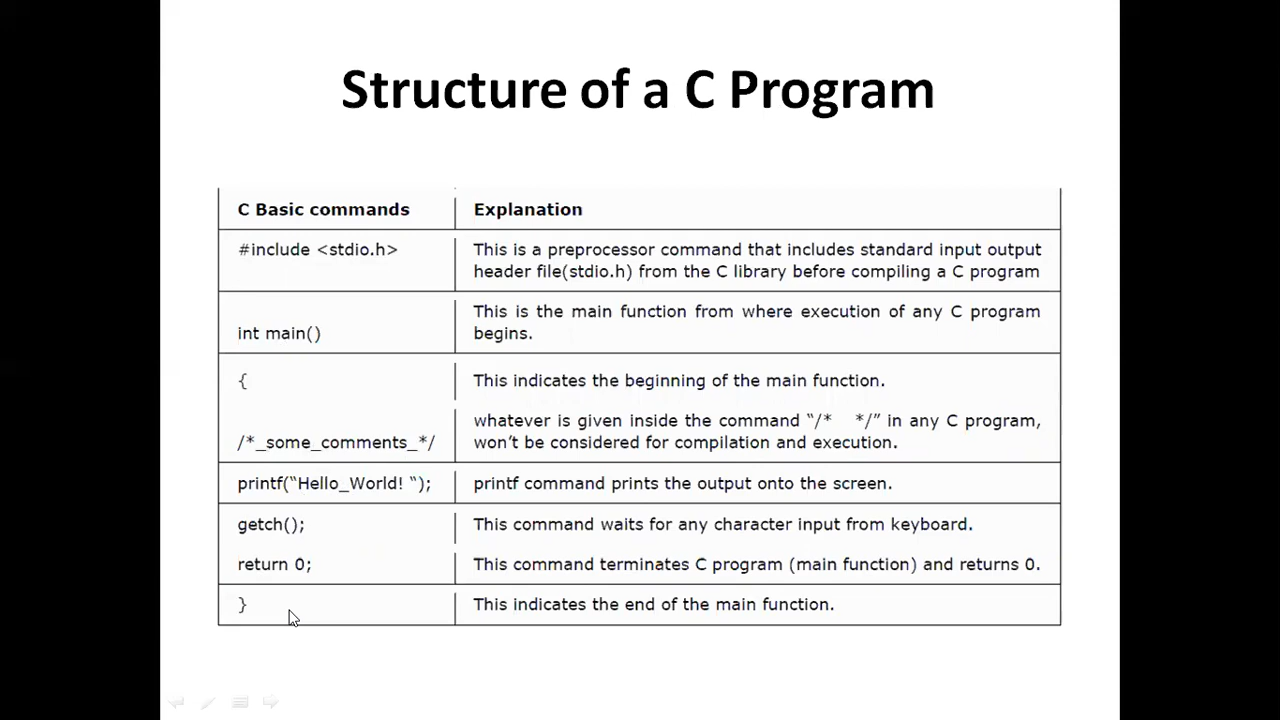 Structure of a C Program
C Basic commands Explanation
#include <stdio.h> This is a preprocessor command that includes standard input output
header file(stdio.h) from the C library before compiling a C program
This is the main function from where execution of any C program
int main() begins.
{ This indicates the beginning of the main function.
whatever is given inside the command “/* */” in any C program,
/*_some_comments_*/ won’t be considered for compilation and execution.
printf(“Hello_World! “); printf command prints the output onto the screen.
getch(); This command waits for any character input from keyboard.
return 0; This command terminates C program (main function) and returns 0.
} This indicates the end of the main function.